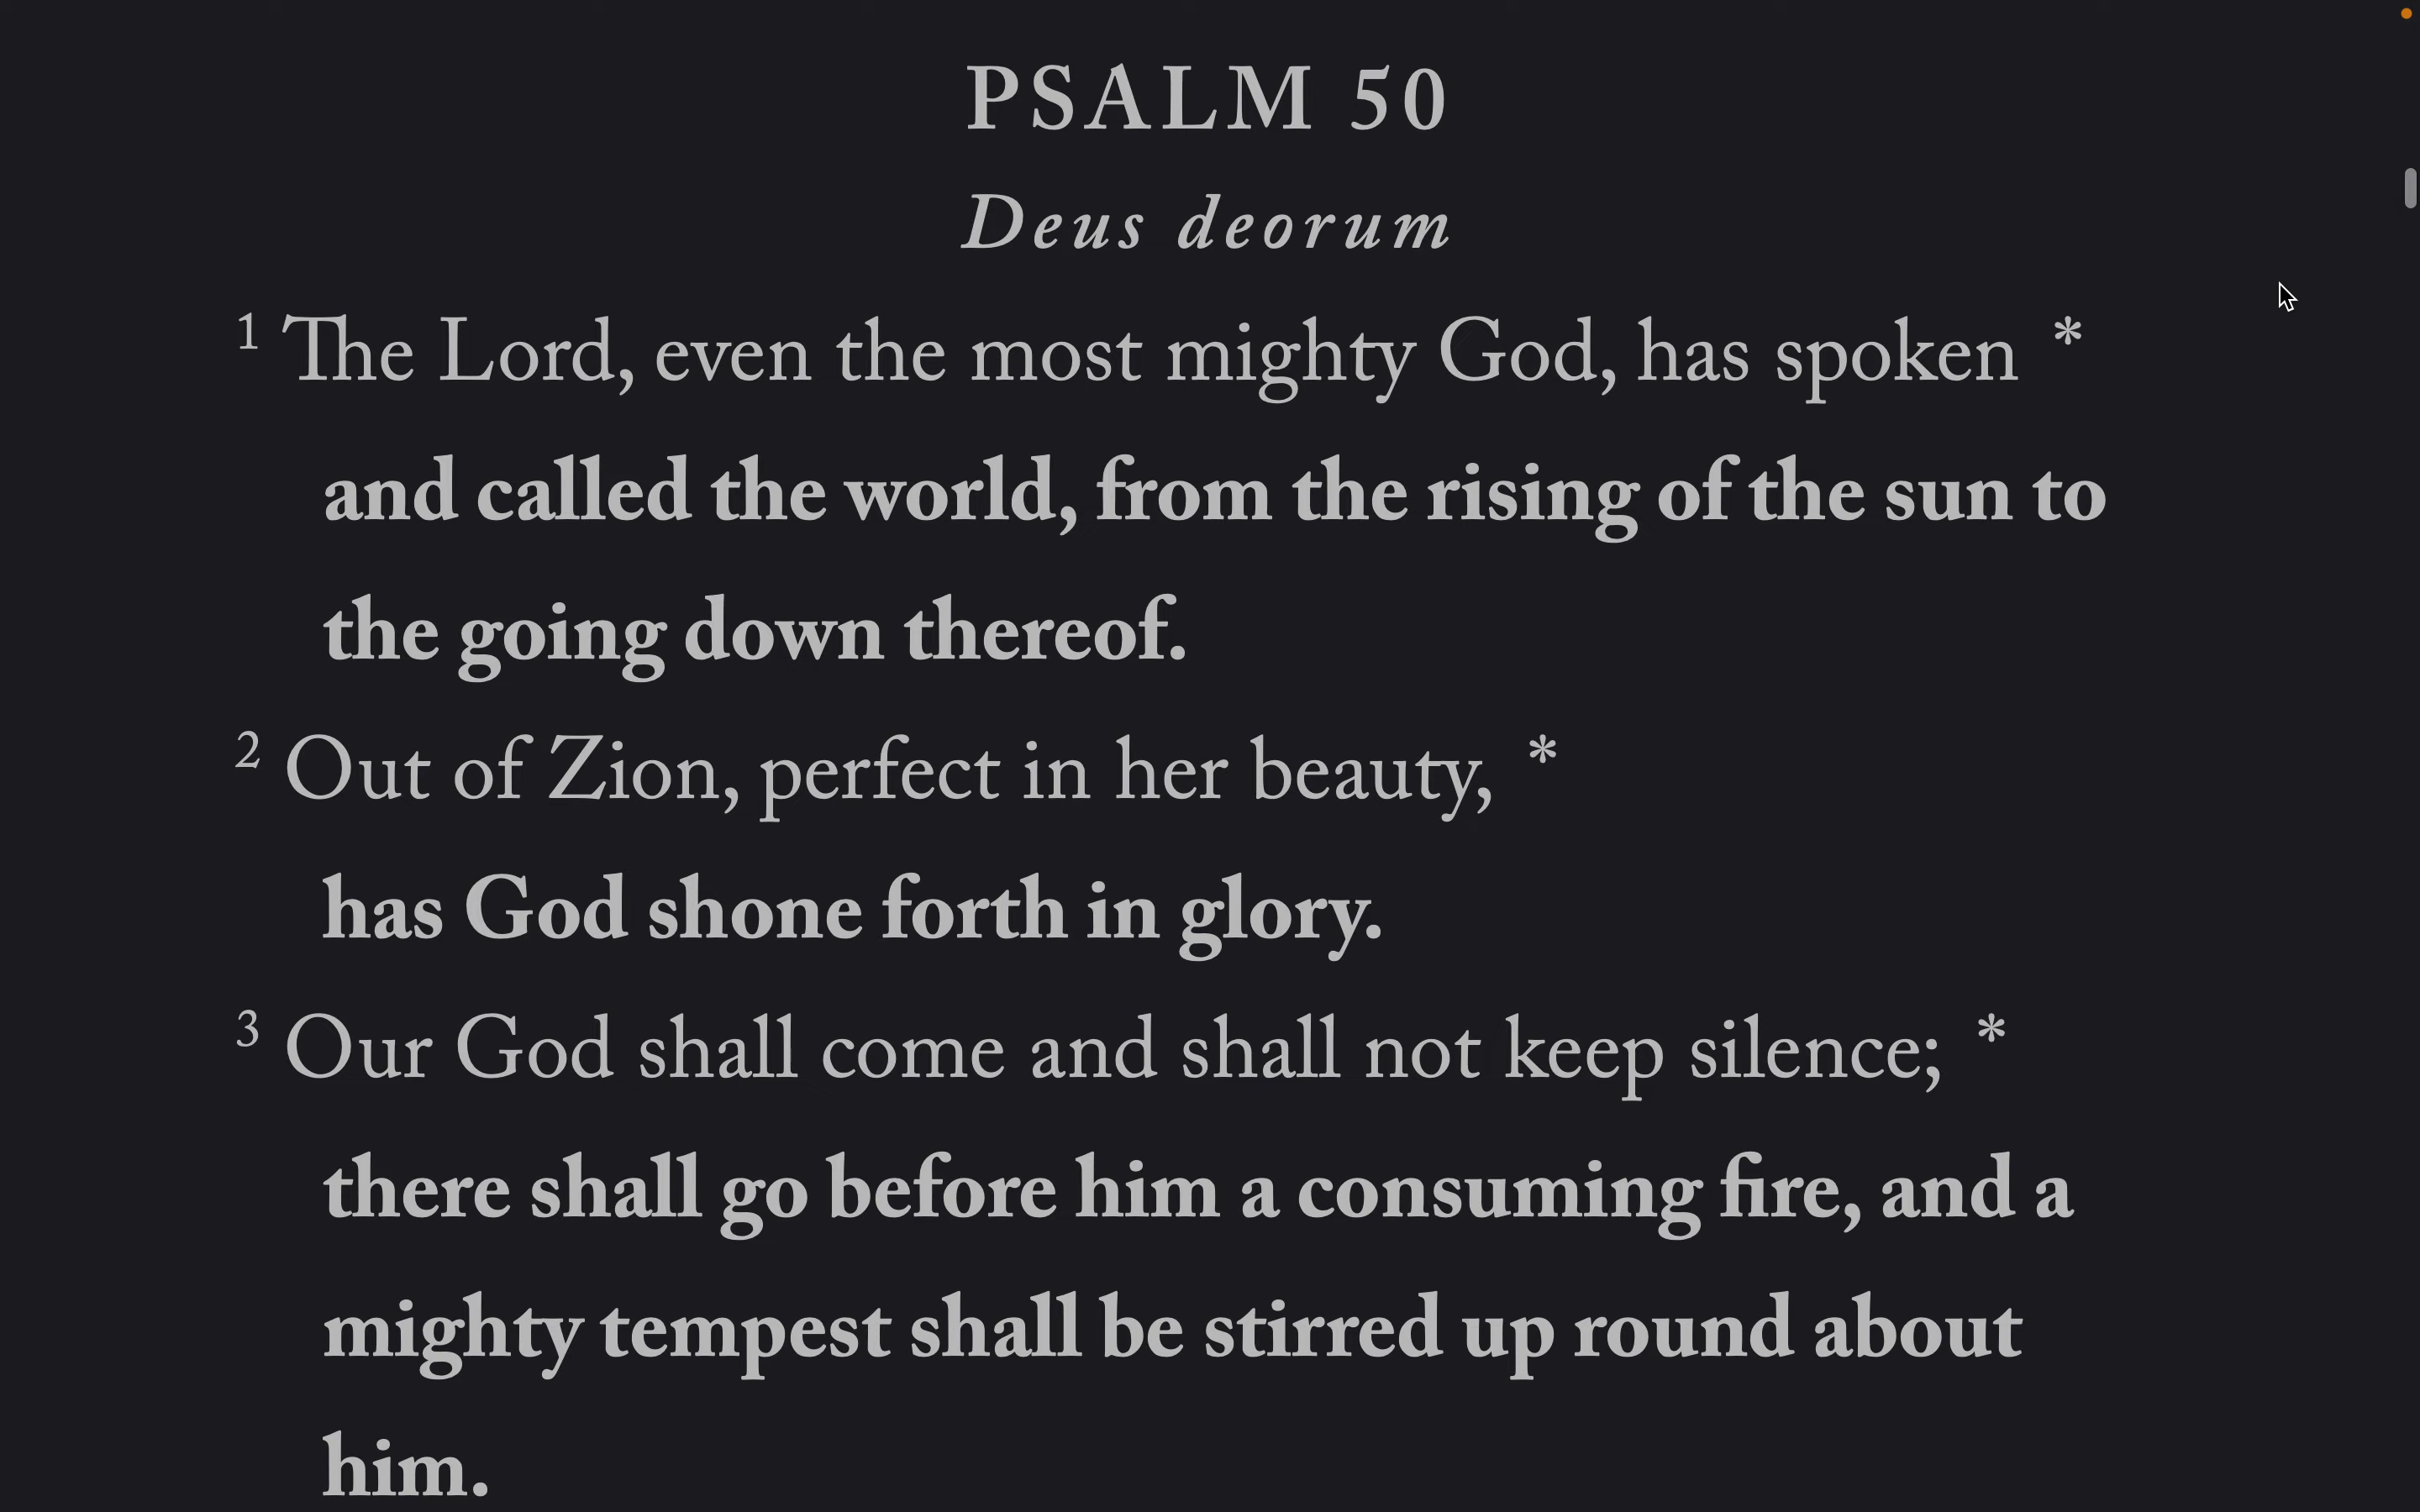 PSALM 50
Deus deorum
1 The Lord, even the most mighty God, has spoken *
and called the world, from the rising of the sun to
the going down thereof.
2 Out of Zion, perfect in her beauty, *
has God shone forth in glory.
3 Our God shall come and shall not keep silence; *
there shall go before him a consuming fire, and a
mighty tempest shall be stirred up round about
him.